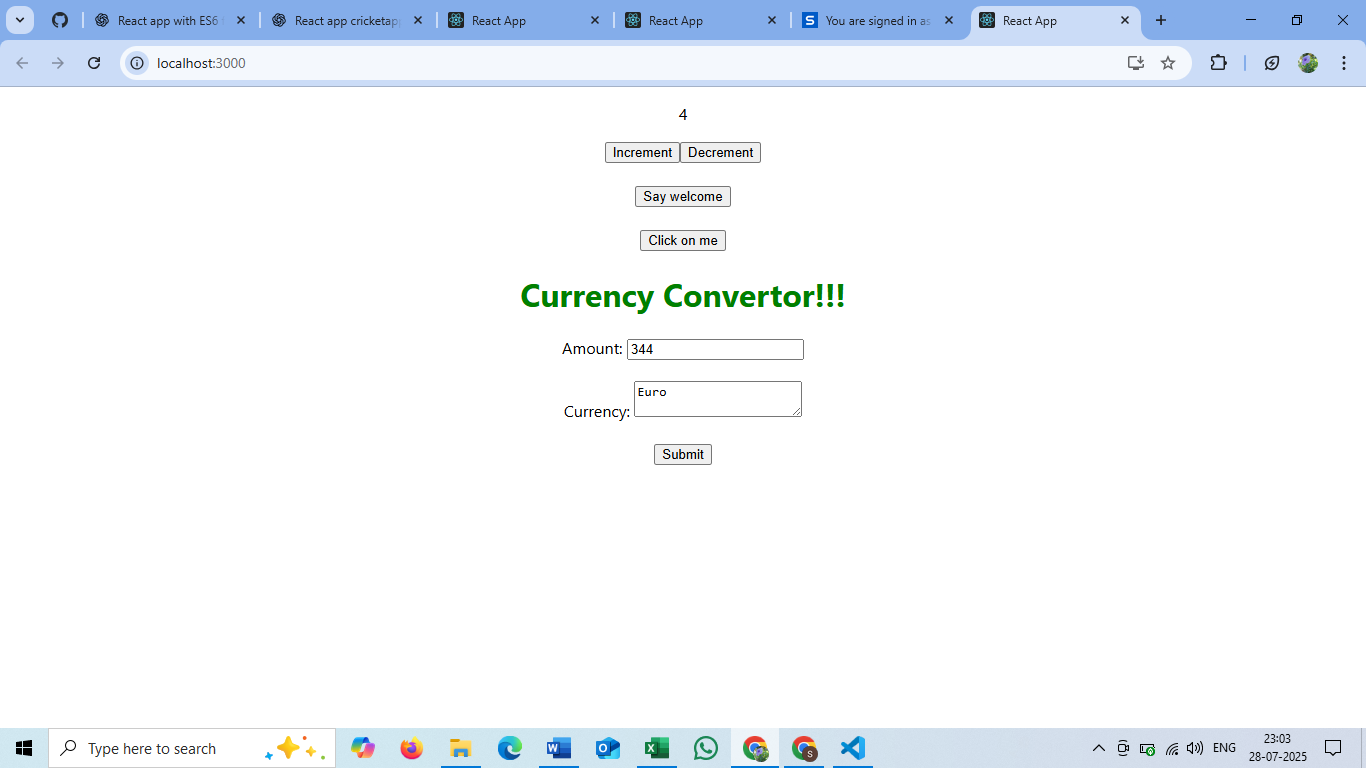 React app with ES6
React app cricketapp
React App
React App
You are signed in as
React App
localhost:3000
4
Increment Decrement
Say welcome
Click on me
Currency Convertor!!!
Amount: 344
Currency: Euro
Submit
Type here to search
ENG
23:03
28-07-2025